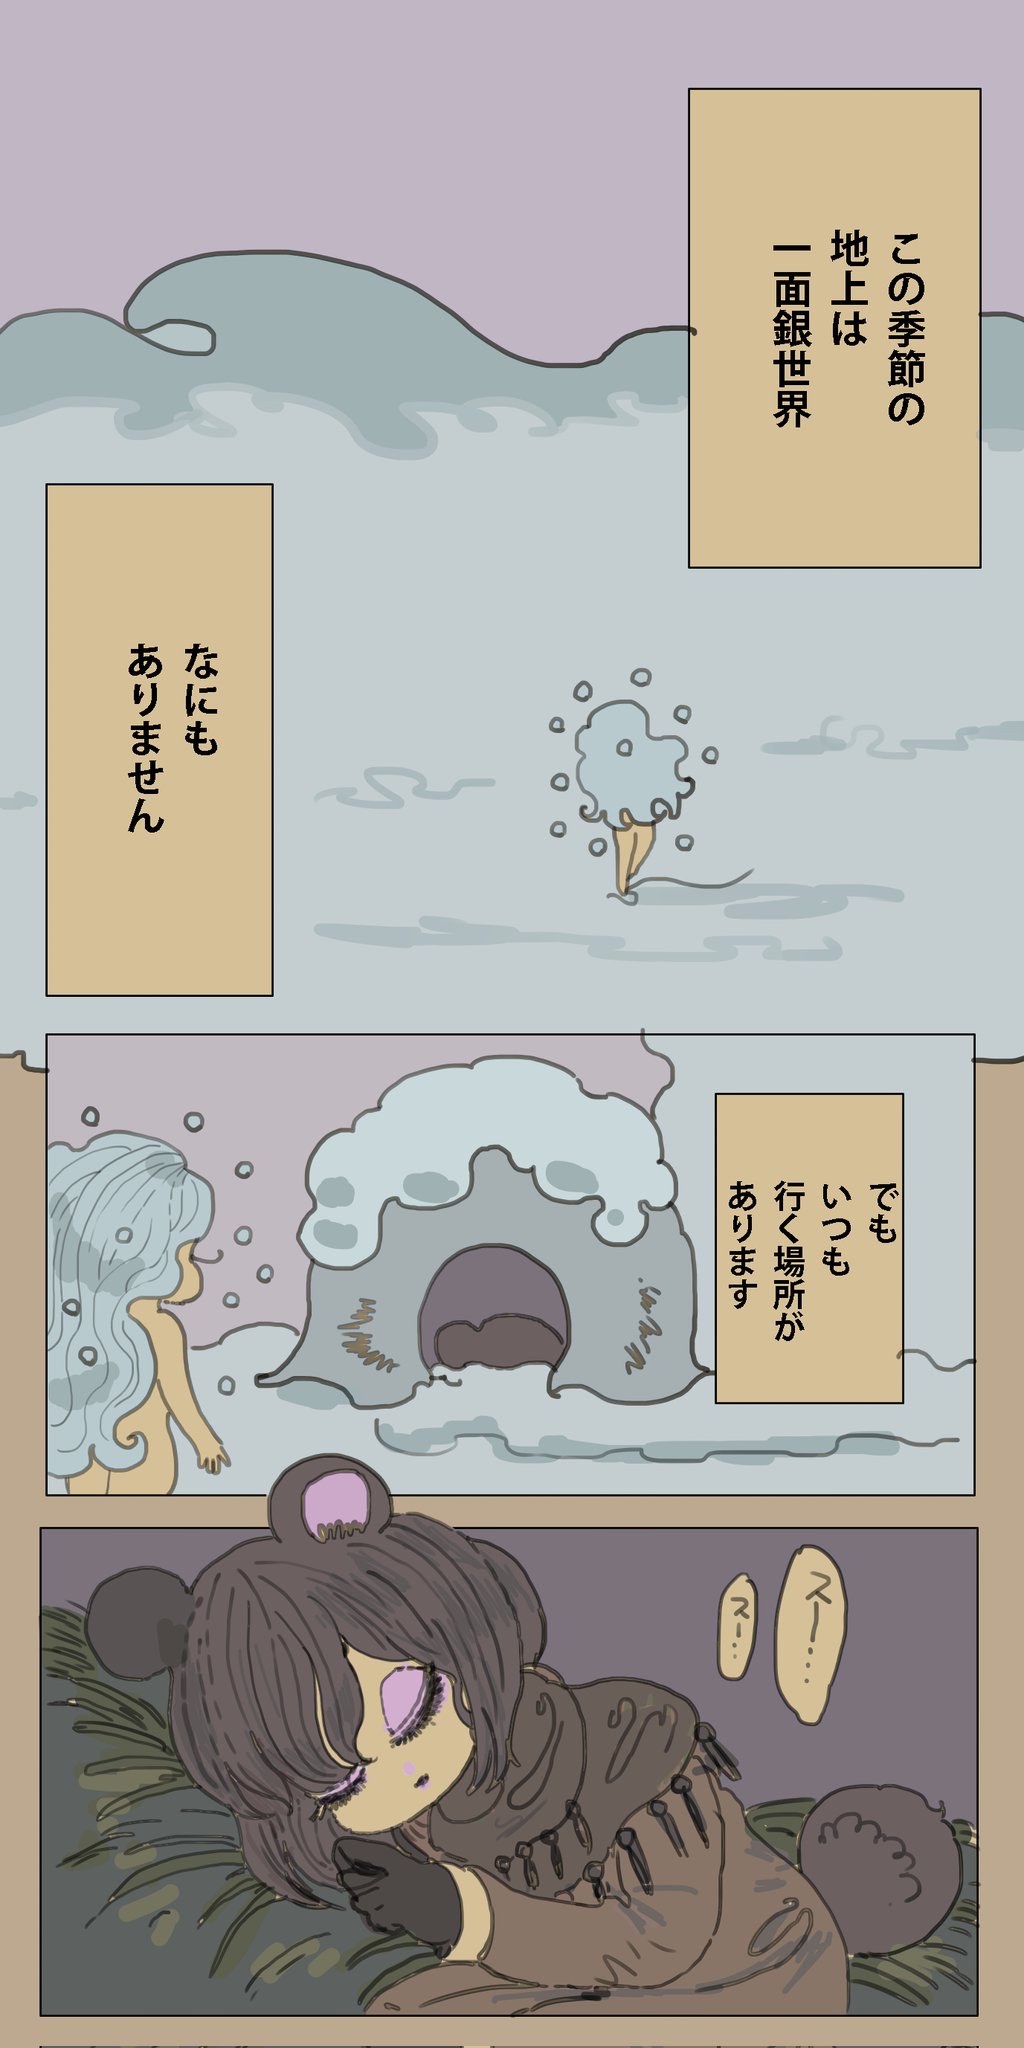 この季節の
地上は
一面銀世界
なにも
ありません
でも
いつも
行く場所が
あります
スー…
スー…